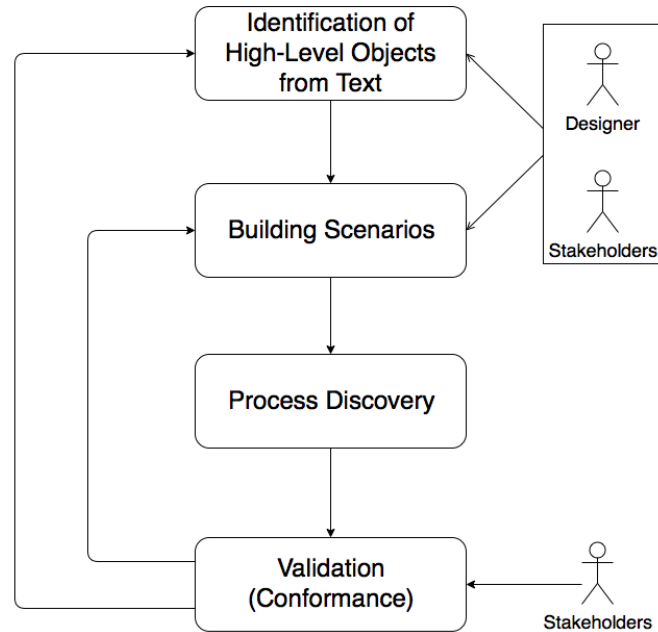 Identification of
High-Level Objects
from Text
Designer
Building Scenarios
Stakeholders
Process Discovery
Validation
(Conformance)
Stakeholders